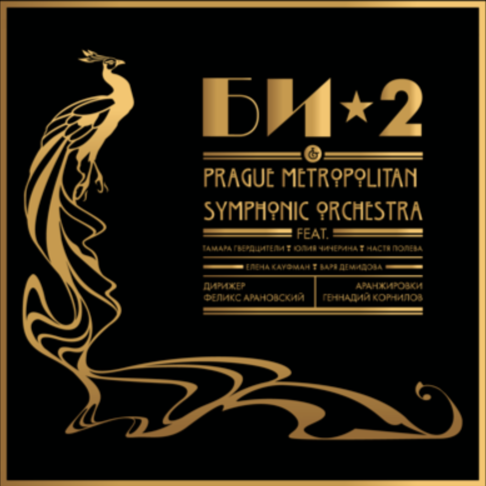 БИ★2
PRAGUE METROPOLITAN
SYMPHONIC ORCHESTRA
FEAT.
ТАМАРА ГВЕРДЦИТЕЛИ ЮЛИЯ ЧИЧЕРИНА НАСТЯ ПОЛЕВА
ЕЛЕНА КАУФМАН ВАРЯ ДЕМИДОВА
ДИРИЖЕР
ФЕЛИКС АРАНОВСКИЙ
АРАНЖИРОВКИ
ГЕННАДИЙ КОРНИЛОВ